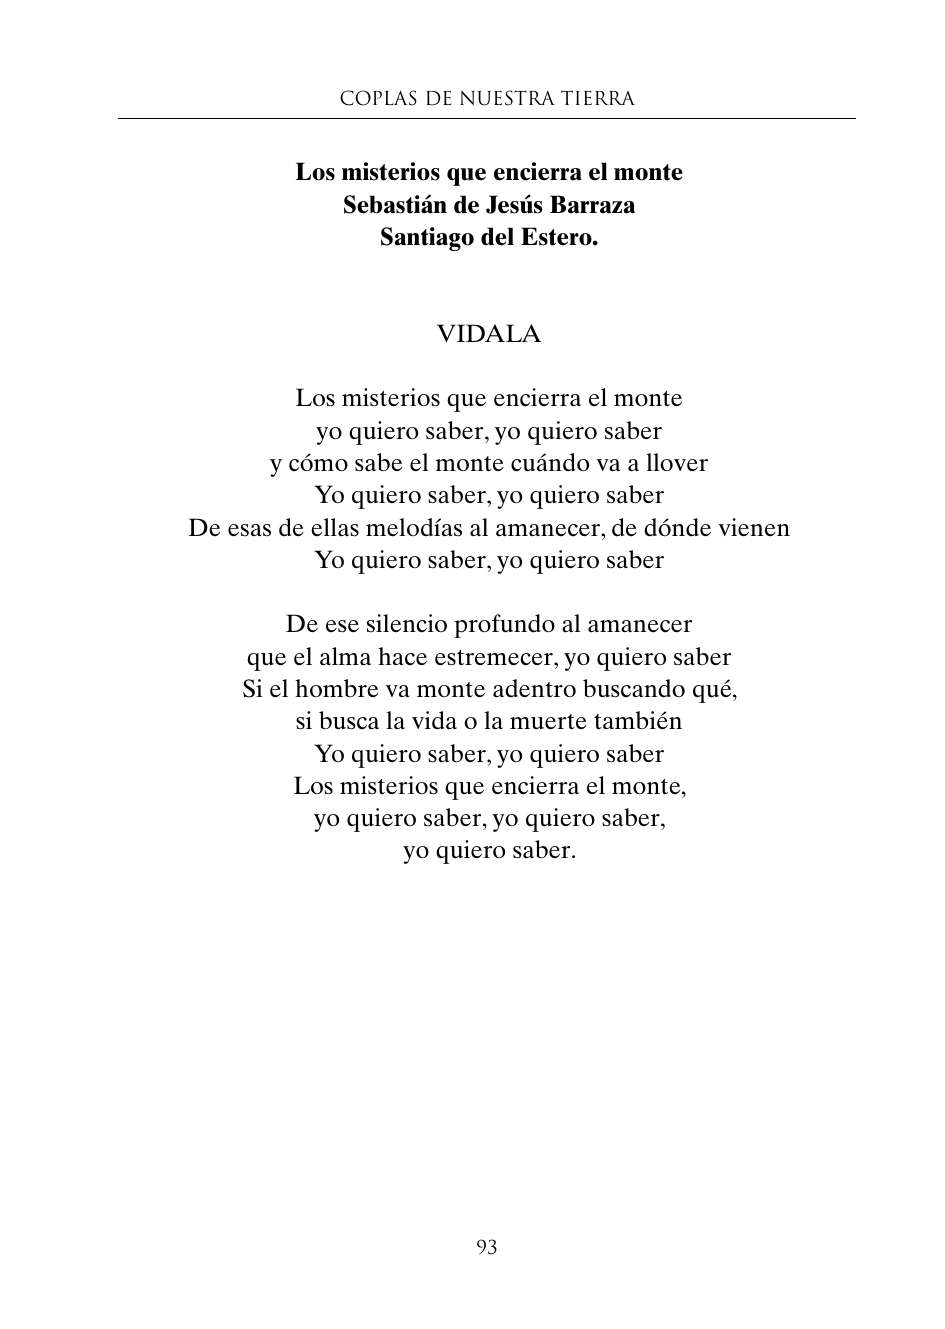 COPLAS DE NUESTRA TIERRA
Los misterios que encierra el monte
Sebastián de Jesús Barraza
Santiago del Estero.
VIDALA
Los misterios que encierra el monte
yo quiero saber, yo quiero saber
y cómo sabe el monte cuándo va a llover
Yo quiero saber, yo quiero saber
De esas de ellas melodías al amanecer, de dónde vienen
Yo quiero saber, yo quiero saber
De ese silencio profundo al amanecer
que el alma hace estremecer, yo quiero saber
Si el hombre va monte adentro buscando qué,
si busca la vida o la muerte también
Yo quiero saber, yo quiero saber
Los misterios que encierra el monte,
yo quiero saber, yo quiero saber,
yo quiero saber.
93